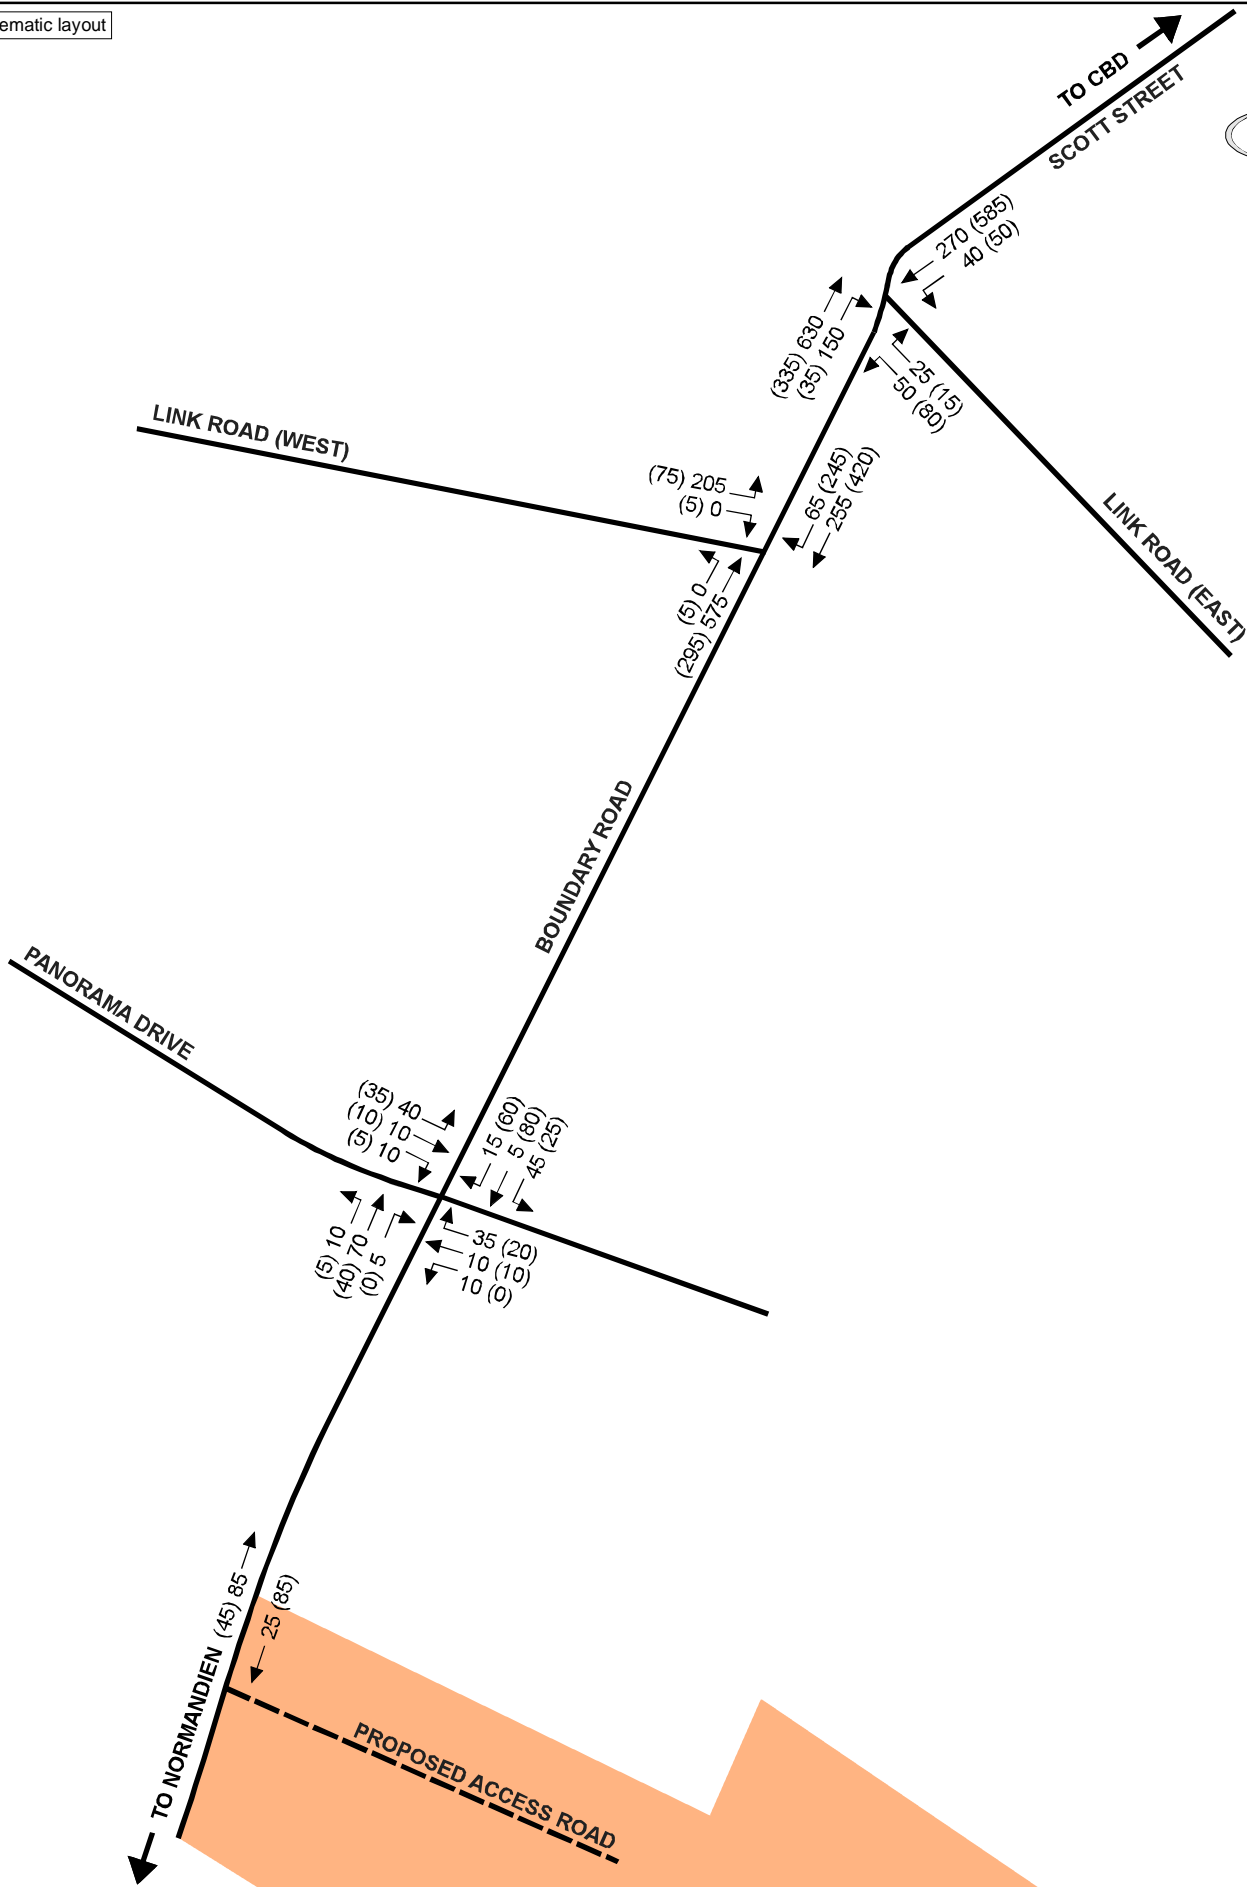 ematic layout
TO CBD
SCOTT STREET
270 (585)
40 (50)
(335) 630
(35) 150
25 (15)
50 (80)
LINK ROAD (WEST)
(75) 205
(5) 0
65 (245)
255 (420)
LINK ROAD (EAST)
(5) 0
(295) 575
BOUNDARY ROAD
PANORAMA DRIVE
(35) 40
(10) 10
(5) 10
15 (60)
5 (80)
45 (25)
(5) 10
(40) 70
(0) 5
35 (20)
10 (10)
10 (0)
(45) 85
25 (85)
TO NORMANDIEN
PROPOSED ACCESS ROAD